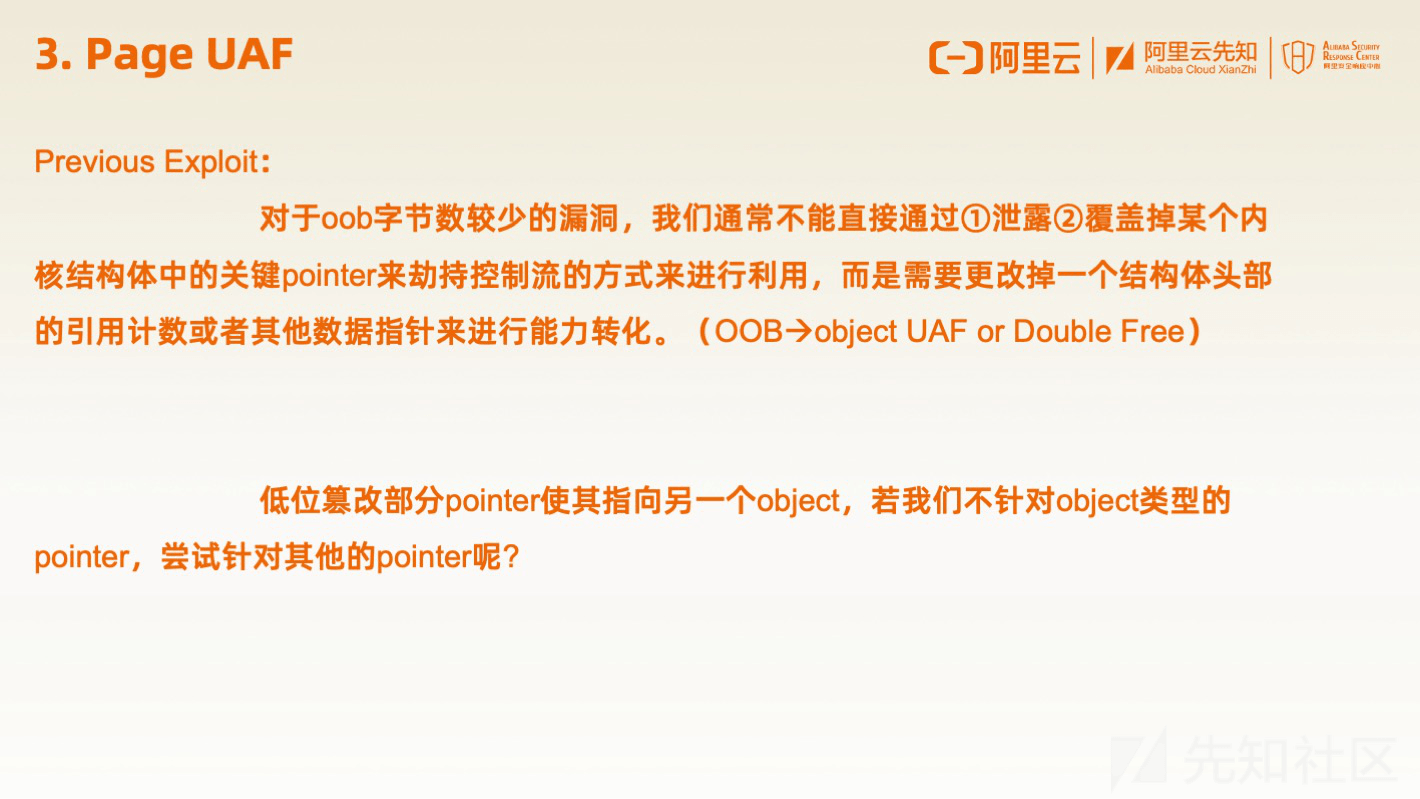 3. Page UAF
阿里云
阿里云先知
Alibaba Cloud XianZhi
ALIBABA SECURITY
RESPONSE CENTER
阿里安全响应中心
Previous Exploit：
对于oob字节数较少的漏洞，我们通常不能直接通过①泄露②覆盖掉某个内
核结构体中的关键pointer来劫持控制流的方式来进行利用，而是需要更改掉一个结构体头部
的引用计数或者其他数据指针来进行能力转化。（OOB→object UAF or Double Free）
低位篡改部分pointer使其指向另一个object，若我们不针对object类型的
pointer，尝试针对其他的pointer呢?
先知社区